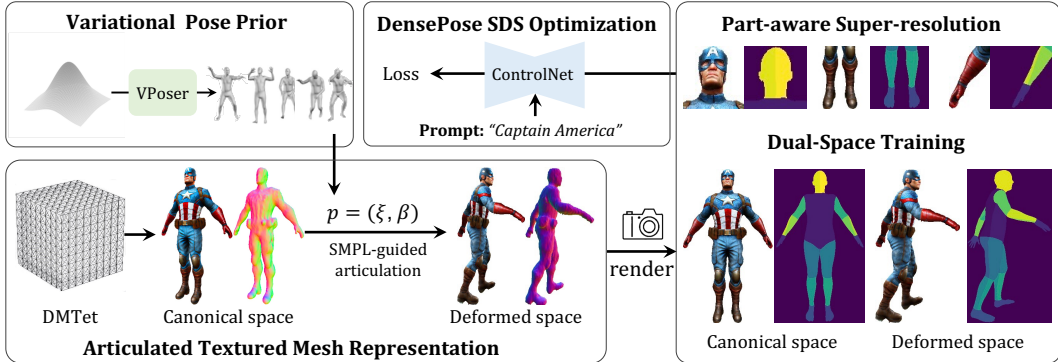 Variational Pose Prior
VPoser
DensePose SDS Optimization
Loss
ControlNet
Prompt: "Captain America"
Part-aware Super-resolution
A
Dual-Space Training
Canonical space
Deformed space
DMTet
Canonical space
p = (ξ, β)
SMPL-guided
articulation
Deformed space
render
Articulated Textured Mesh Representation